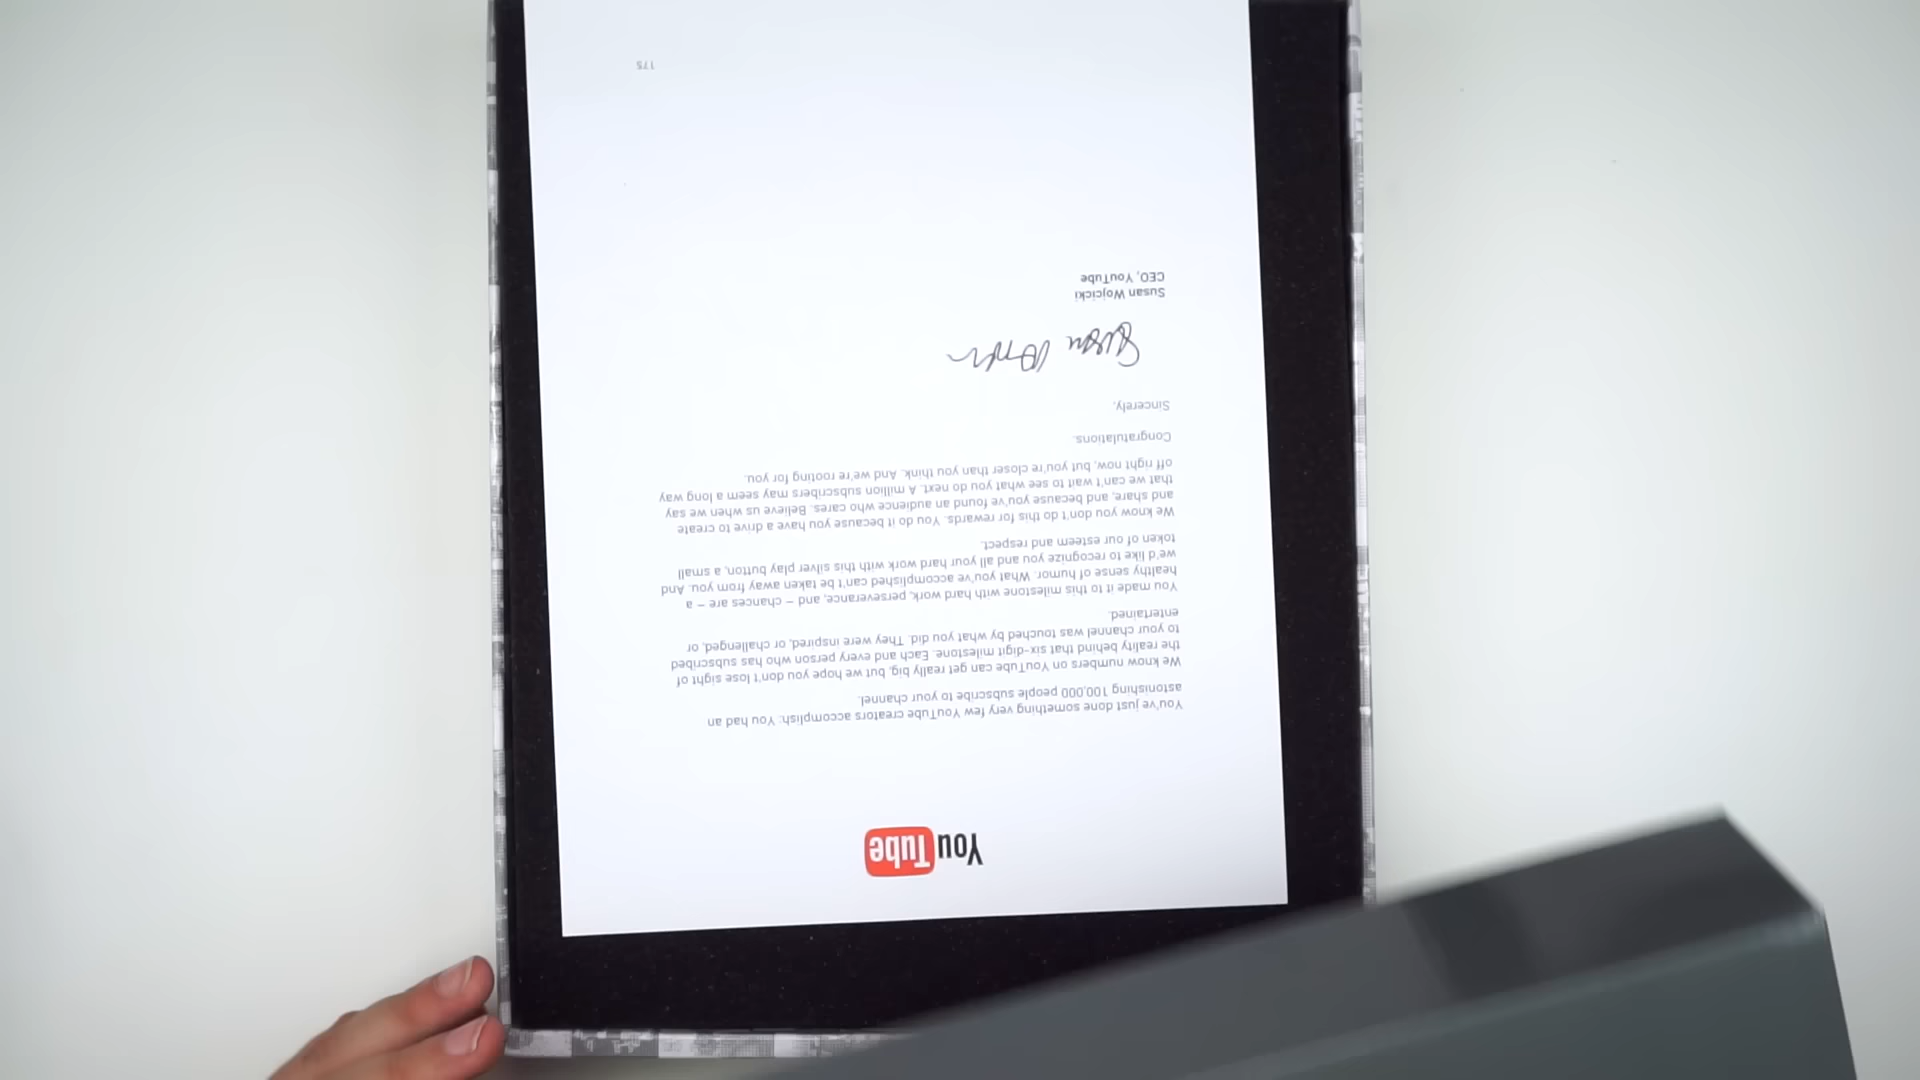 YouTube
You've just done something very few YouTube creators accomplish: You had an
astonishing 100,000 people subscribe to your channel.
We know numbers on YouTube can get really big, but we hope you don't lose sight of
the reality behind that six-digit milestone. Each and every person who has subscribed
to your channel was touched by what you did. They were inspired, or challenged, or
entertained.
You made it to this milestone with hard work, perseverance, and – chances are – a
healthy sense of humor. What you've accomplished can't be taken away from you. And
we'd like to recognize you and all your hard work with this silver play button, a small
token of our esteem and respect.
We know you don't do this for rewards. You do it because you have a drive to create
and share, and because you've found an audience who cares. Believe us when we say
that we can't wait to see what you do next. A million subscribers may seem a long way
off right now, but you're closer than you think. And we're rooting for you.
Congratulations.
Sincerely,
Susan Wojcicki
Susan Wojcicki
CEO, YouTube
175